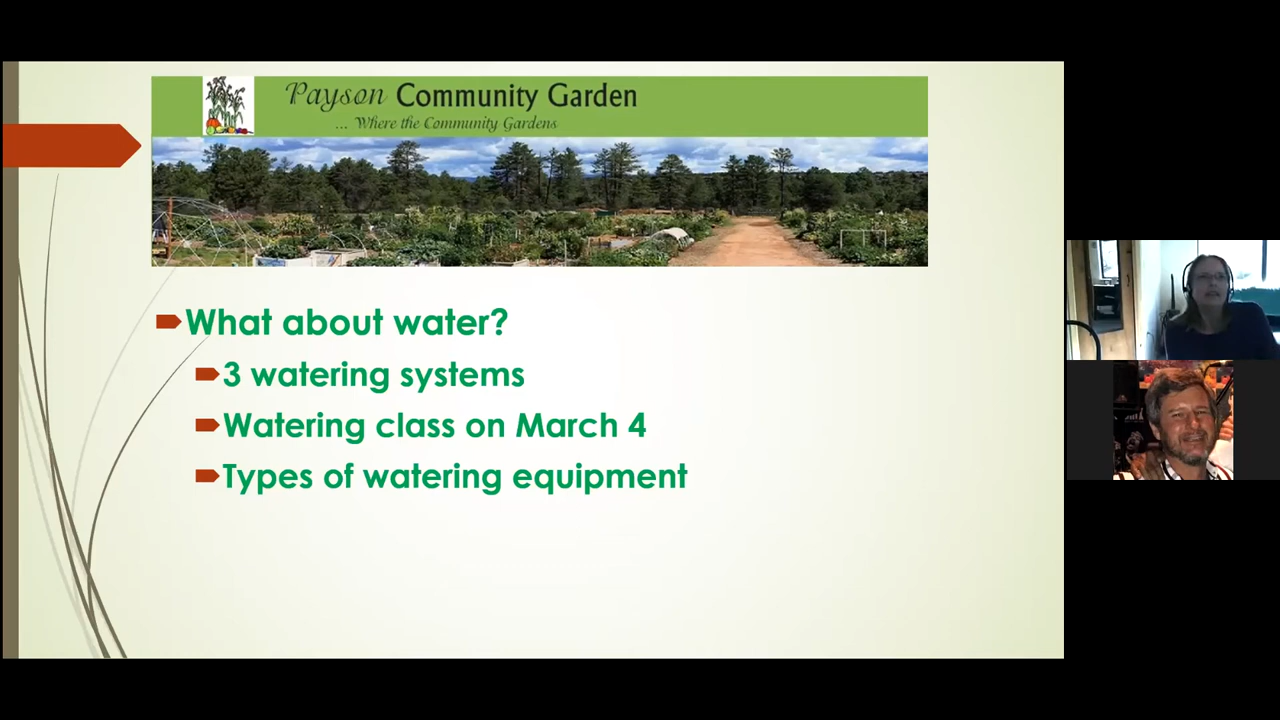 Payson Community Garden
... Where the Community Gardens
What about water?
3 watering systems
Watering class on March 4
Types of watering equipment